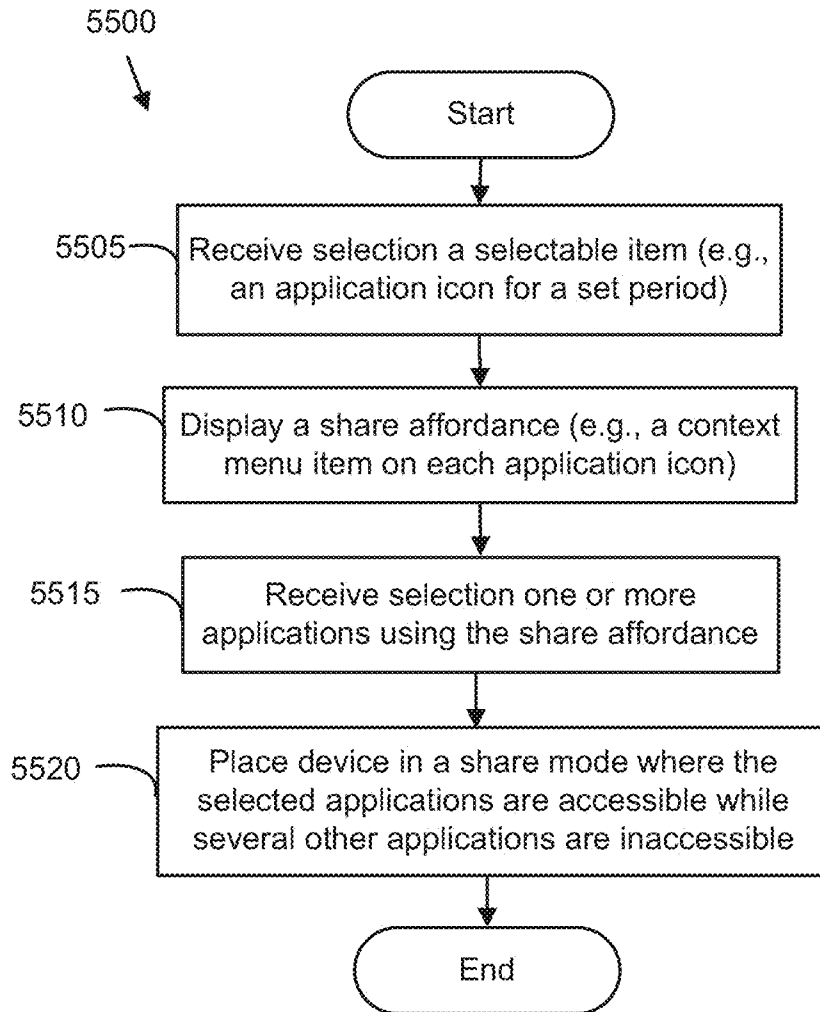 5500
Start
5505
Receive selection a selectable item (e.g.,
an application icon for a set period)
5510
Display a share affordance (e.g., a context
menu item on each application icon)
5515
Receive selection one or more
applications using the share affordance
5520
Place device in a share mode where the
selected applications are accessible while
several other applications are inaccessible
End